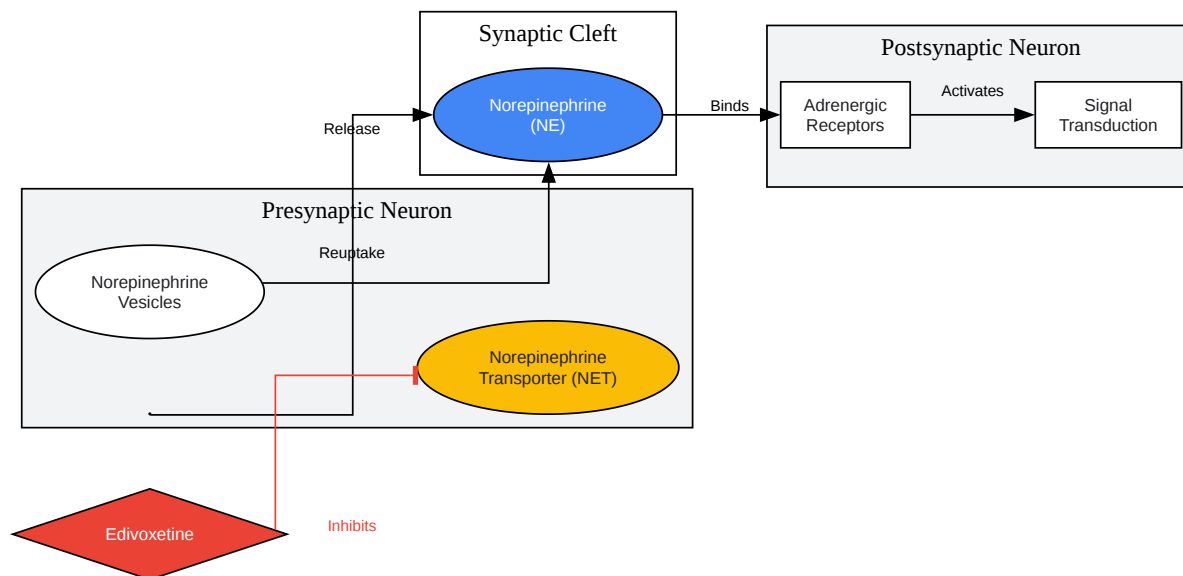 Synaptic Cleft
Norepinephrine
(NE)
Release
Binds
Postsynaptic Neuron
Adrenergic
Receptors
Activates
Signal
Transduction
Presynaptic Neuron
Reuptake
Norepinephrine
Vesicles
Norepinephrine
Transporter (NET)
Edivoxetine
Inhibits